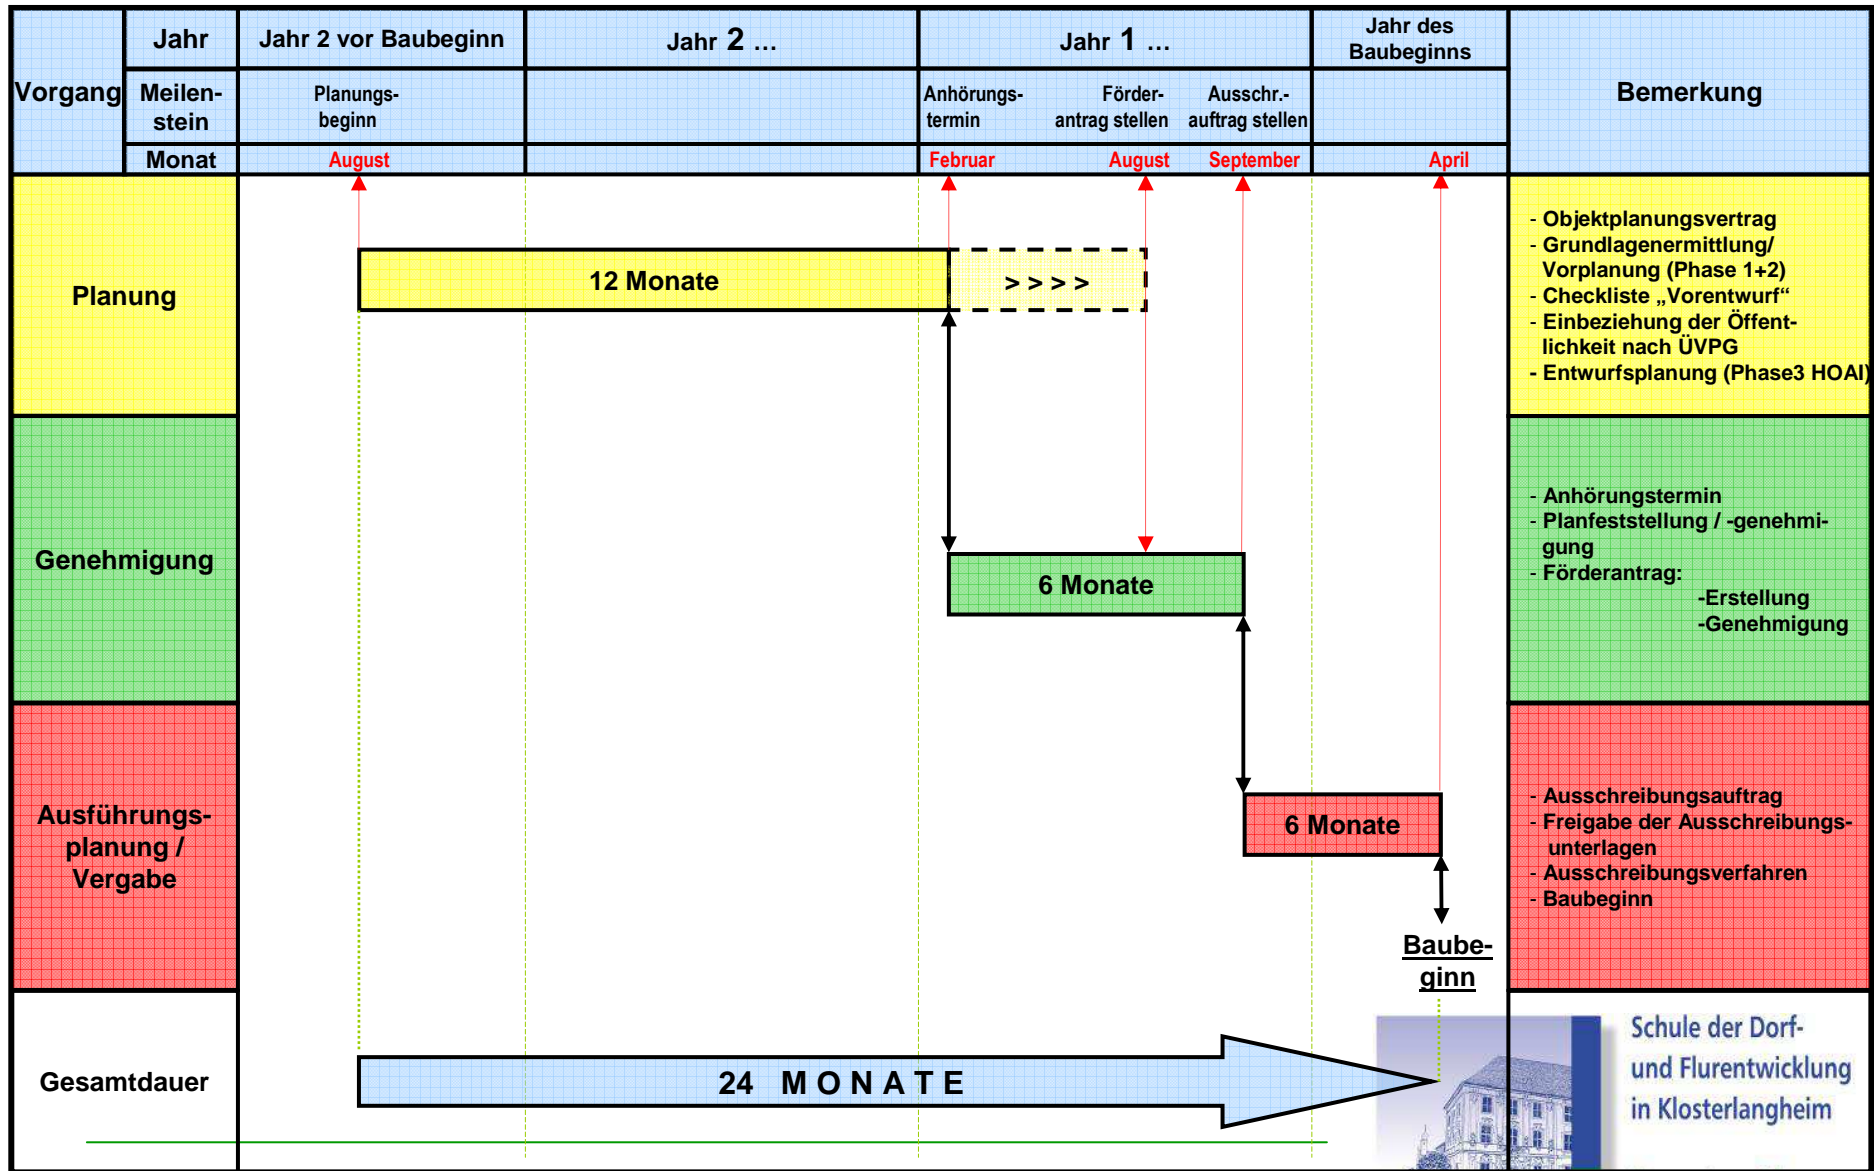 Vorgang
Jahr
Jahr 2 vor Baubeginn
Jahr 2 ...
Jahr 1 ...
Jahr des
Baubeginns
Bemerkung
Meilen-
stein
Planungs-
beginn
Anhörungs-
termin
Förder-
antrag stellen
Ausschr.-
auftrag stellen
Monat
August
Februar
August
September
April
Planung
12 Monate
> > > >
- Objektplanungsvertrag
- Grundlagenermittlung/
Vorplanung (Phase 1+2)
- Checkliste „Vorentwurf“
- Einbeziehung der Öffent-
lichkeit nach ÜVPG
- Entwurfsplanung (Phase3 HOAI)
Genehmigung
6 Monate
- Anhörungstermin
- Planfeststellung / -genehmi-
gung
- Förderantrag:
-Erstellung
-Genehmigung
Ausführungs-
planung /
Vergabe
6 Monate
Baube-
ginn
- Ausschreibungsauftrag
- Freigabe der Ausschreibungs-
unterlagen
- Ausschreibungsverfahren
- Baubeginn
Gesamtdauer
24 MONATE
Schule der Dorf-
und Flurentwicklung
in Klosterlangheim